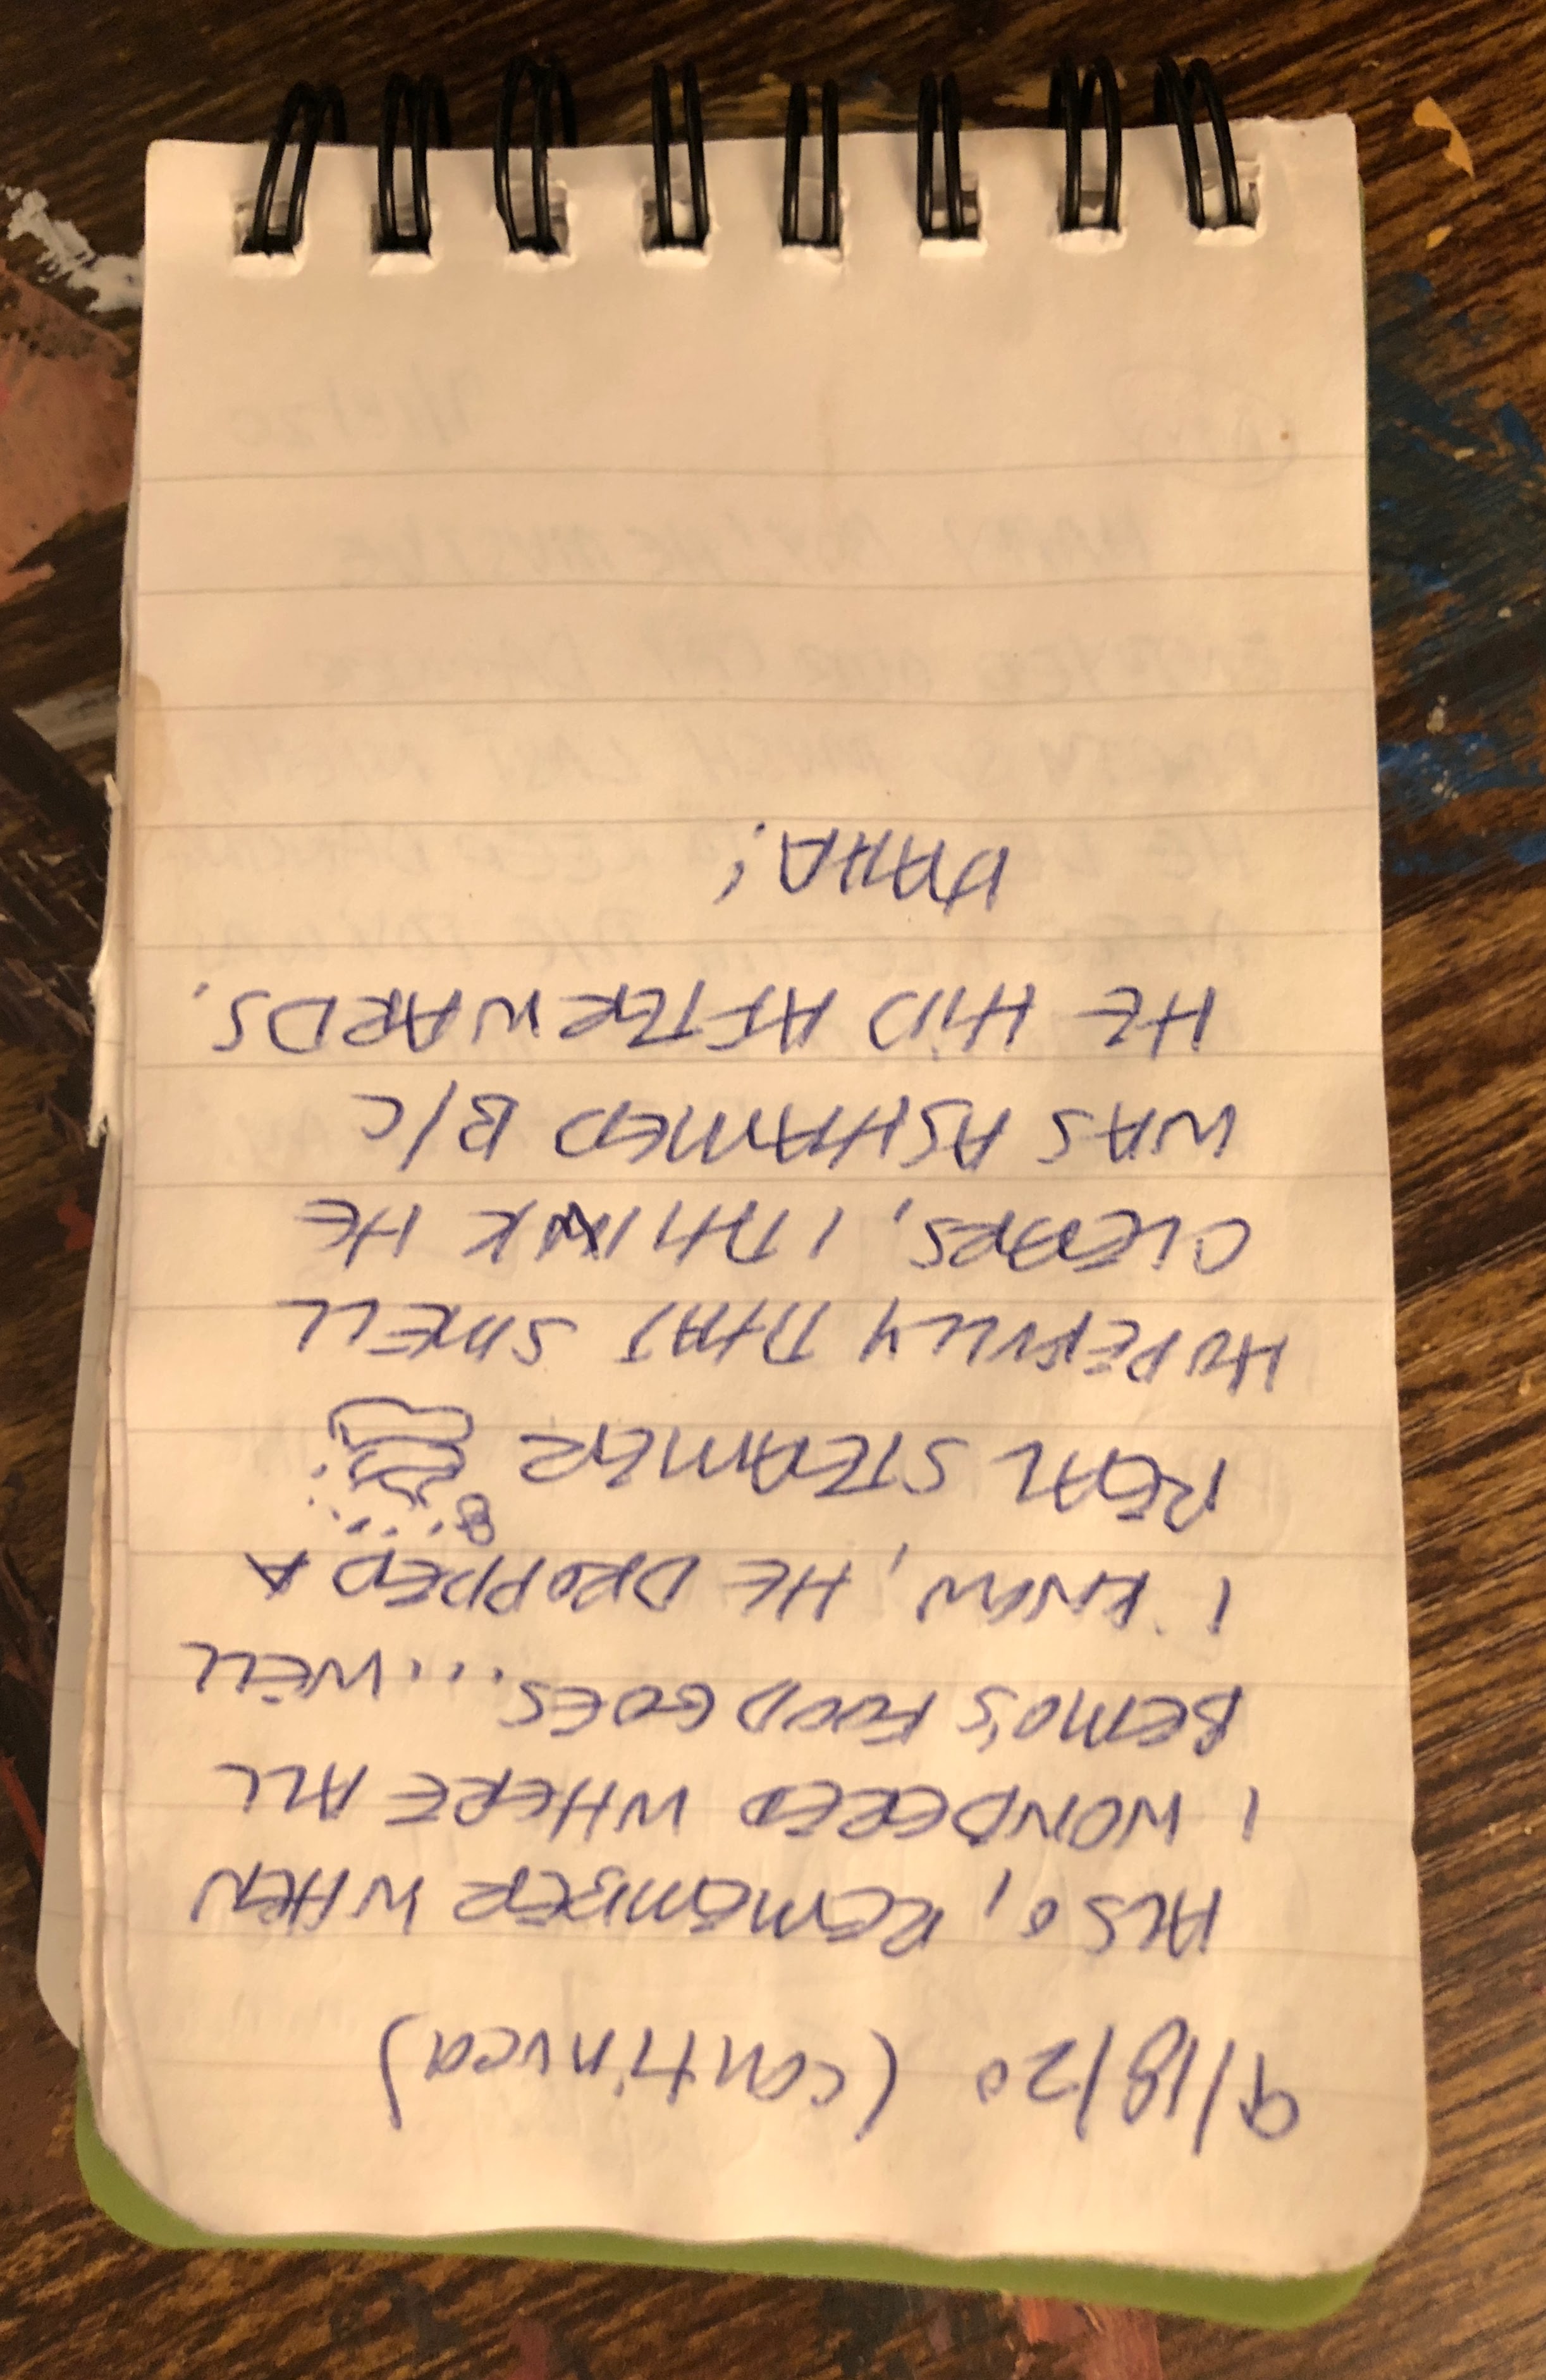 9/18/20 (continued)
ALSO, REMEMBER WHEN
I WONDERED WHERE ALL
BEMO'S FOOD GOES....WELL
I KNOW, HE DROPPED A
REAL STEAMER
HOPEFULLY THAT SMELL
CLEARS, I THINK HE
WAS ASHAMED B/C
HE HID AFTERWARDS.